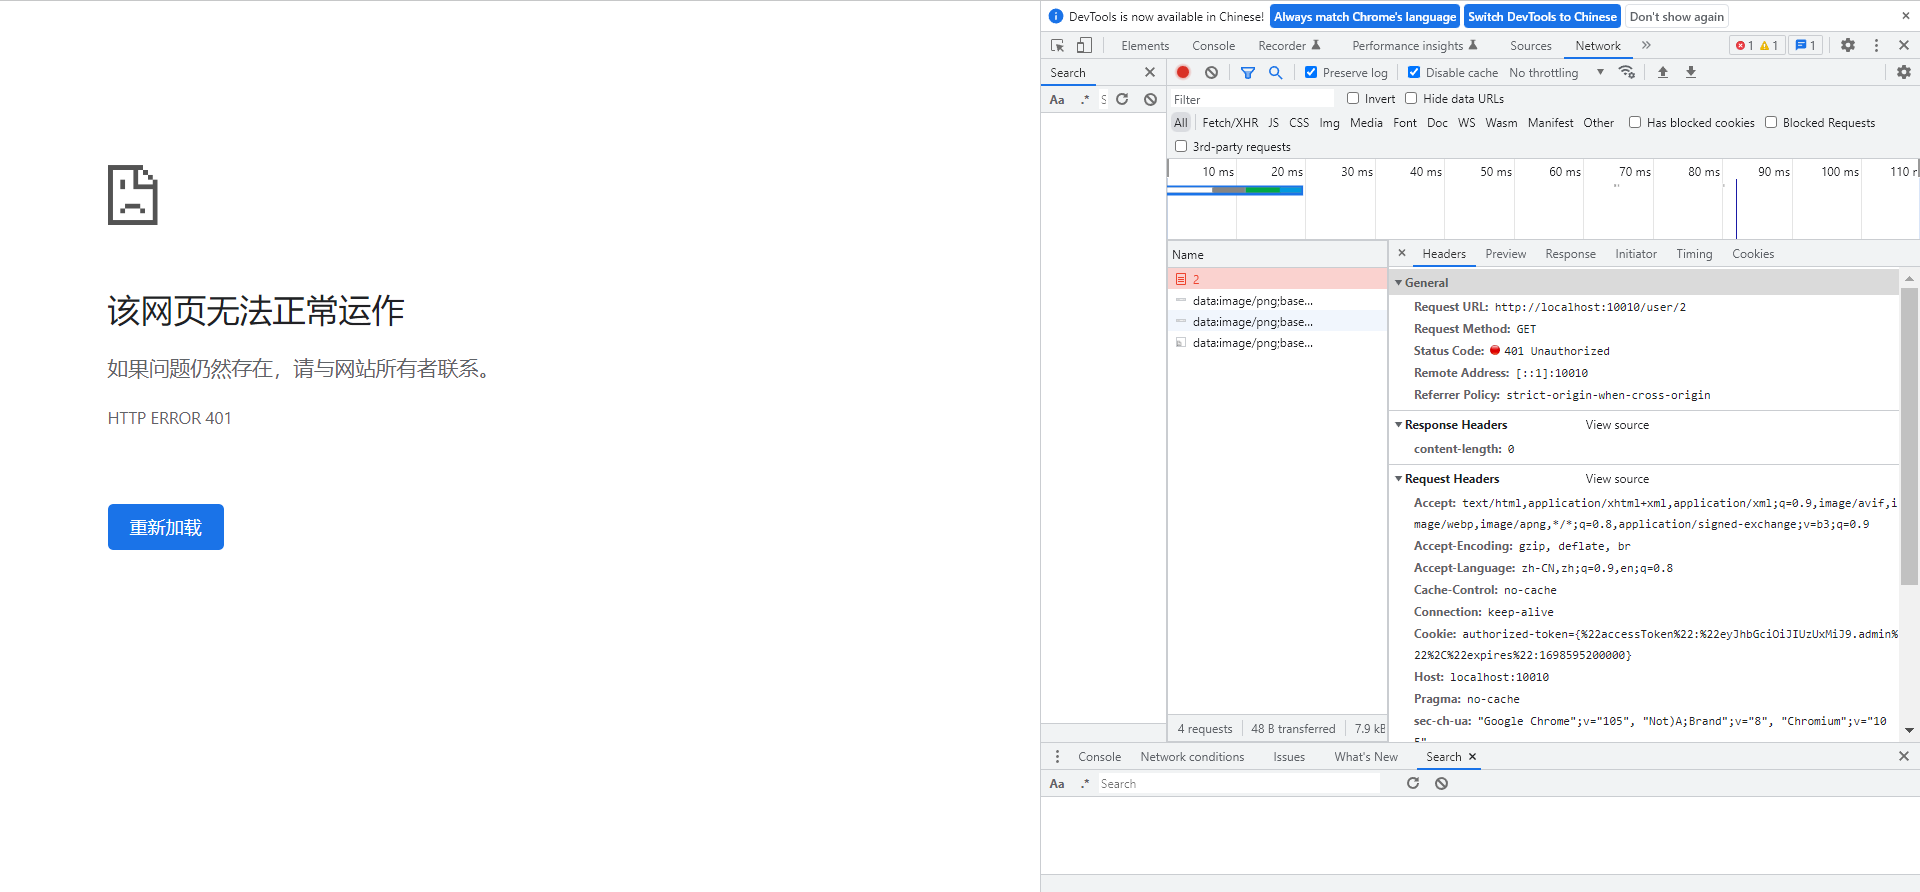 该网页无法正常运作
如果问题仍然存在，请与网站所有者联系。
HTTP ERROR 401
重新加载
DevTools is now available in Chinese! Always match Chrome's language Switch DevTools to Chinese Don't show again
Elements Console Recorder Performance insights Sources Network 1 1 1
Search
Preserve log Disable cache No throttling
Aa .* S
Filter Invert Hide data URLs
All Fetch/XHR JS CSS Img Media Font Doc WS Wasm Manifest Other Has blocked cookies Blocked Requests
3rd-party requests
10 ms 20 ms 30 ms 40 ms 50 ms 60 ms 70 ms 80 ms 90 ms 100 ms 110 r
Name
2
data:image/png;base...
data:image/png;base...
data:image/png;base...
4 requests 48 B transferred 7.9 kB
Headers Preview Response Initiator Timing Cookies
General
Request URL: http://localhost:10010/user/2
Request Method: GET
Status Code: 401 Unauthorized
Remote Address: [::1]:10010
Referrer Policy: strict-origin-when-cross-origin
Response Headers View source
content-length: 0
Request Headers View source
Accept: text/html,application/xhtml+xml,application/xml;q=0.9,image/avif,i
mage/webp,image/apng,*/*;q=0.8,application/signed-exchange;v=b3;q=0.9
Accept-Encoding: gzip, deflate, br
Accept-Language: zh-CN,zh;q=0.9,en;q=0.8
Cache-Control: no-cache
Connection: keep-alive
Cookie: authorized-token={%22accessToken%22:%22eyJhbGciOiJIUzUxMiJ9.admin%
22%2C%22expires%22:1698595200000}
Host: localhost:10010
Pragma: no-cache
sec-ch-ua: "Google Chrome";v="105", "Not)A;Brand";v="8", "Chromium";v="10
5"
Console Network conditions Issues What's New Search
Aa .* Search